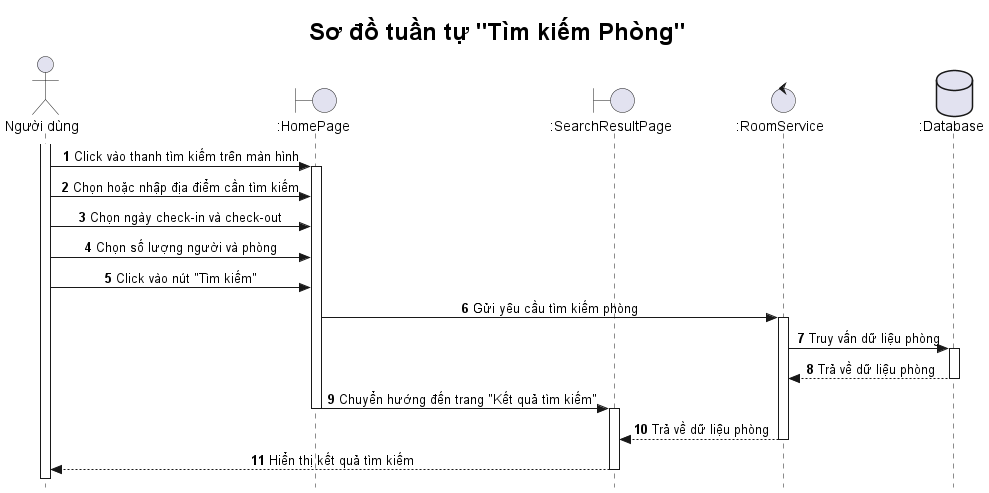 Sơ đồ tuần tự "Tìm kiếm Phòng"
Người dùng
:HomePage
:SearchResultPage
:RoomService
:Database
1 Click vào thanh tìm kiếm trên màn hình
2 Chọn hoặc nhập địa điểm cần tìm kiếm
3 Chọn ngày check-in và check-out
4 Chọn số lượng người và phòng
5 Click vào nút "Tìm kiếm"
6 Gửi yêu cầu tìm kiếm phòng
7 Truy vấn dữ liệu phòng
8 Trả về dữ liệu phòng
9 Chuyển hướng đến trang "Kết quả tìm kiếm"
10 Trả về dữ liệu phòng
11 Hiển thị kết quả tìm kiếm